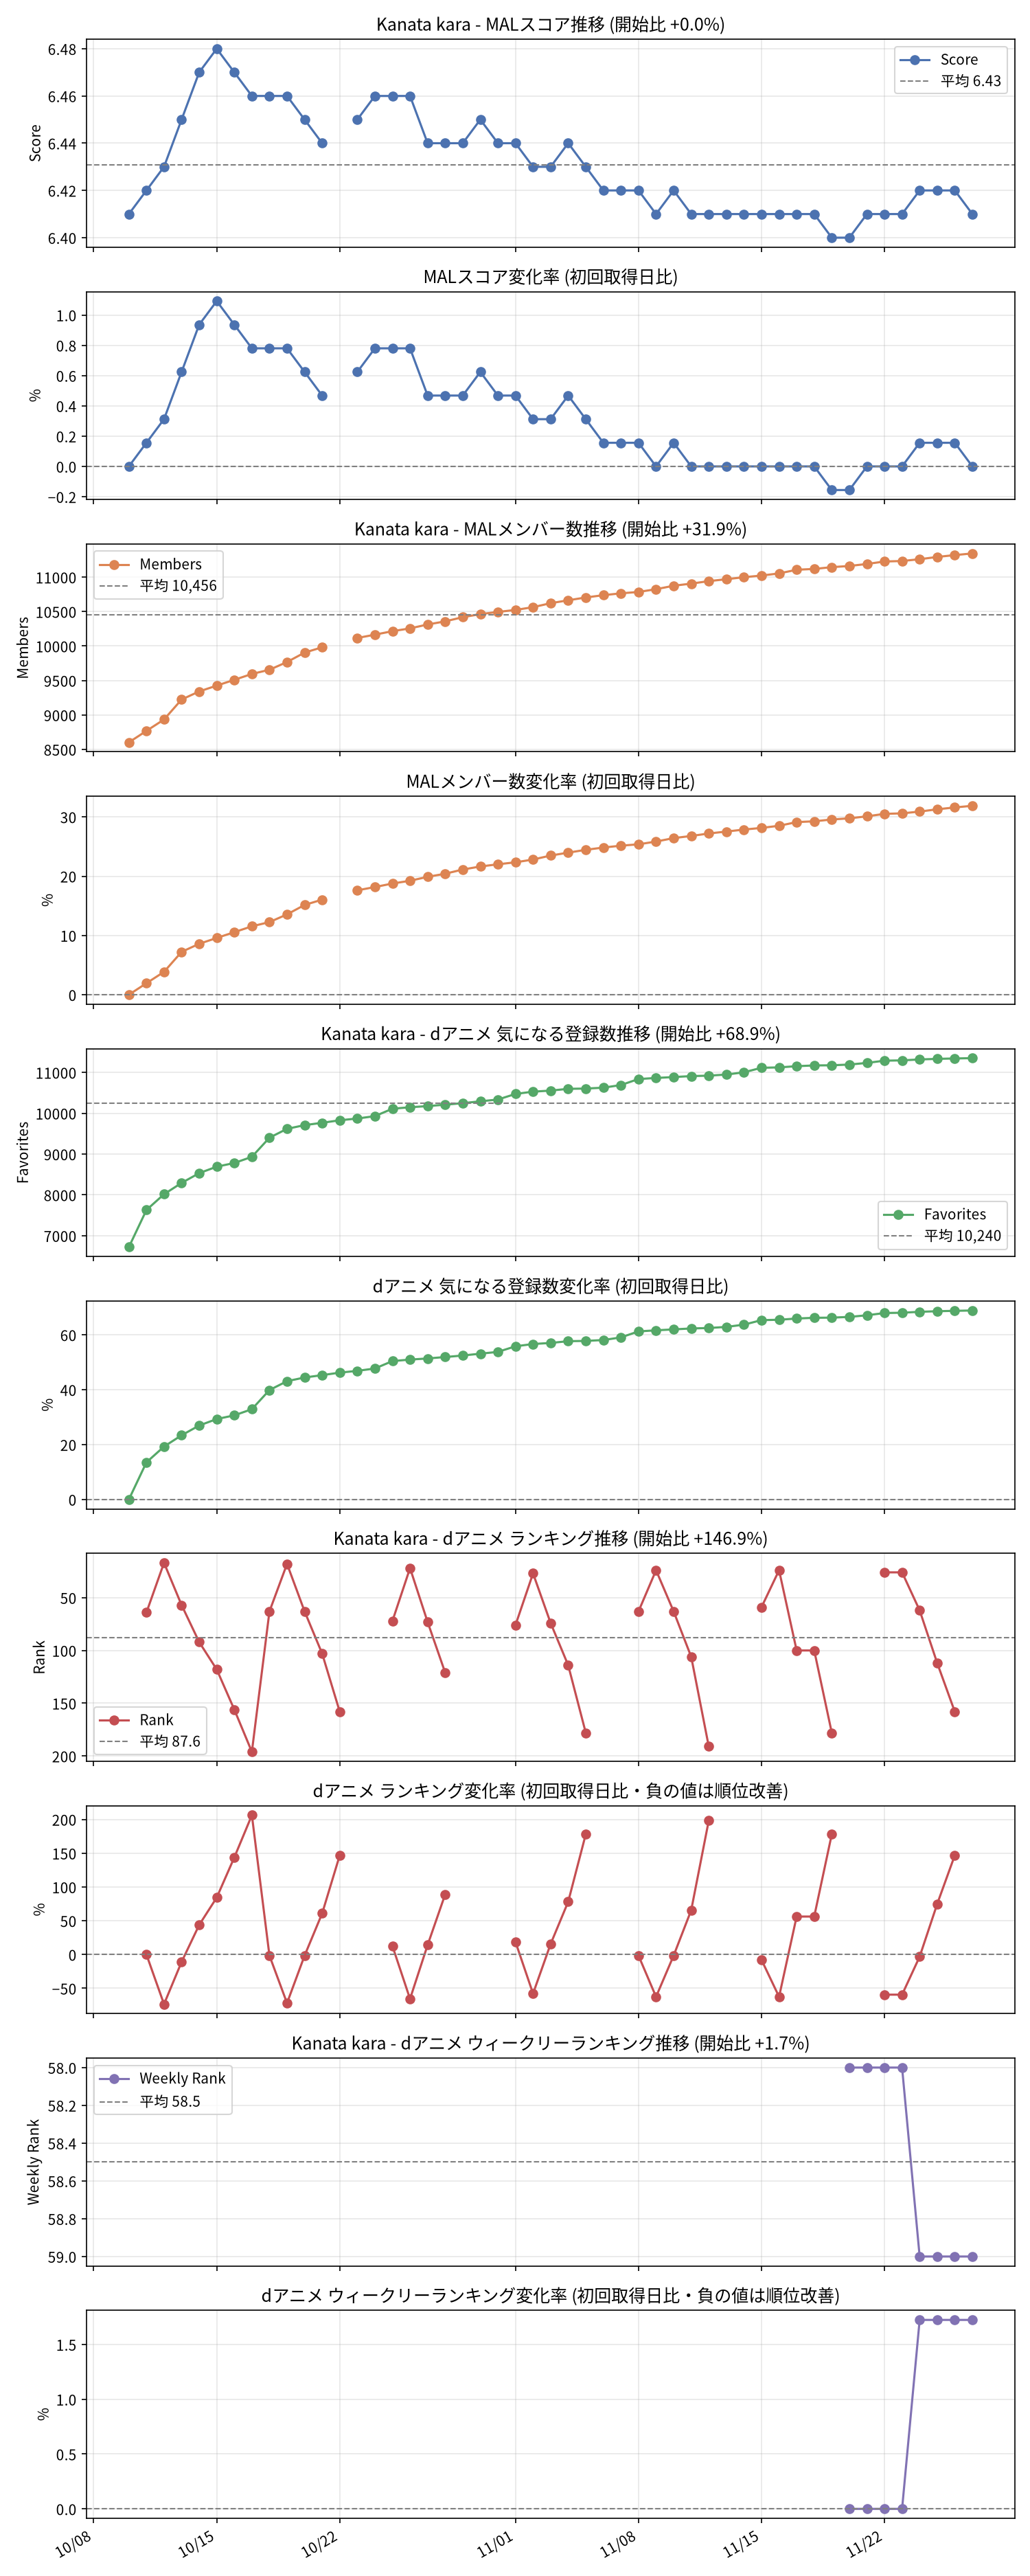 Kanata kara - MALスコア推移 (開始比 +0.0%)
6.48
6.46
6.44
6.42
6.40
Score
Score
平均 6.43
MALスコア変化率 (初回取得日比)
1.0
0.8
0.6
0.4
0.2
0.0
−0.2
%
Kanata kara - MALメンバー数推移 (開始比 +31.9%)
11000
10500
10000
9500
9000
8500
Members
Members
平均 10,456
MALメンバー数変化率 (初回取得日比)
30
20
10
0
%
Kanata kara - dアニメ 気になる登録数推移 (開始比 +68.9%)
11000
10000
9000
8000
7000
Favorites
Favorites
平均 10,240
dアニメ 気になる登録数変化率 (初回取得日比)
60
40
20
0
%
Kanata kara - dアニメ ランキング推移 (開始比 +146.9%)
50
100
150
200
Rank
Rank
平均 87.6
dアニメ ランキング変化率 (初回取得日比・負の値は順位改善)
200
150
100
50
0
−50
%
Kanata kara - dアニメ ウィークリーランキング推移 (開始比 +1.7%)
58.0
58.2
58.4
58.6
58.8
59.0
Weekly Rank
Weekly Rank
平均 58.5
dアニメ ウィークリーランキング変化率 (初回取得日比・負の値は順位改善)
1.5
1.0
0.5
0.0
%
10/08
10/15
10/22
11/01
11/08
11/15
11/22